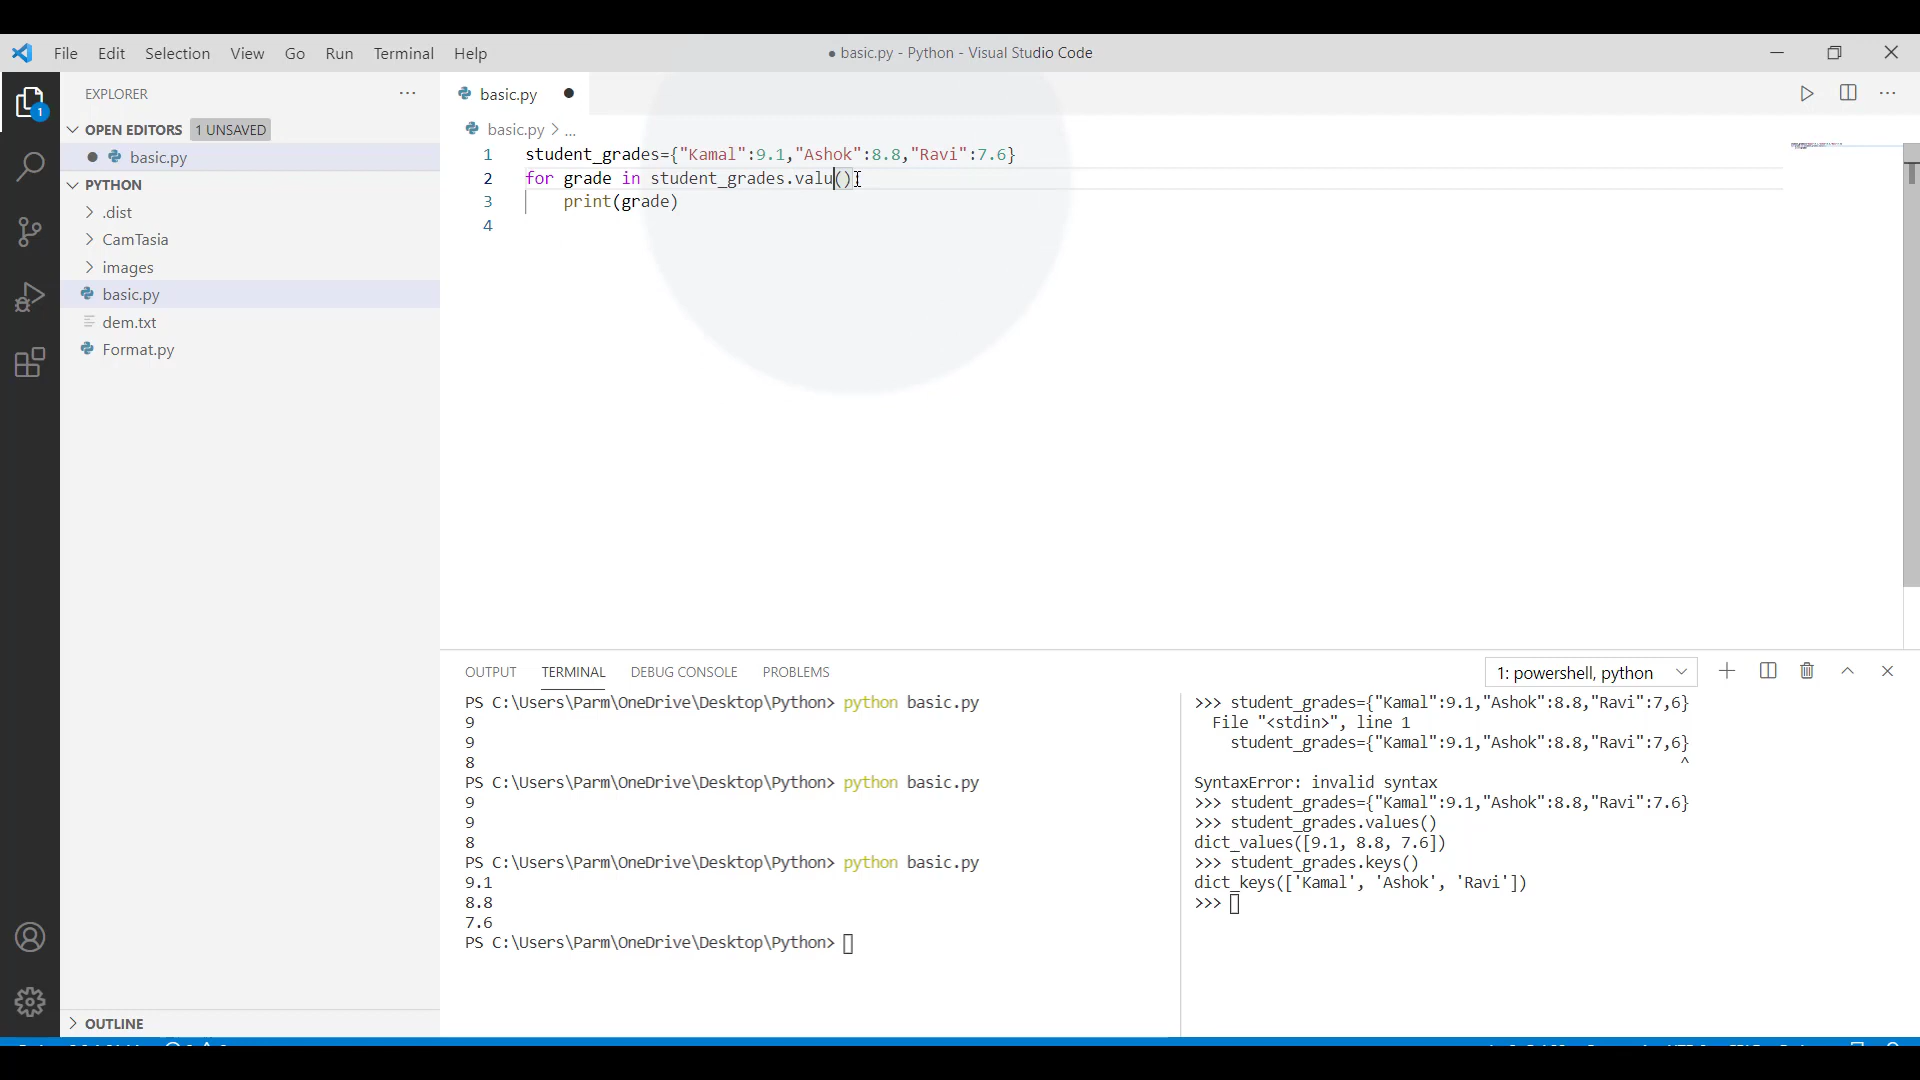 File Edit Selection View Go Run Terminal Help
● basic.py - Python - Visual Studio Code
EXPLORER
OPEN EDITORS 1 UNSAVED
basic.py
PYTHON
.dist
CamTasia
images
basic.py
dem.txt
Format.py
OUTLINE
1
basic.py
basic.py > ...
1 student_grades={"Kamal":9.1,"Ashok":8.8,"Ravi":7.6}
2 for grade in student_grades.valu()
3 print(grade)
4
OUTPUT TERMINAL DEBUG CONSOLE PROBLEMS
1: powershell, python
PS C:\Users\Parm\OneDrive\Desktop\Python> python basic.py
9
9
8
PS C:\Users\Parm\OneDrive\Desktop\Python> python basic.py
9
9
8
PS C:\Users\Parm\OneDrive\Desktop\Python> python basic.py
9.1
8.8
7.6
PS C:\Users\Parm\OneDrive\Desktop\Python>
>>> student_grades={"Kamal":9.1,"Ashok":8.8,"Ravi":7,6}
File "<stdin>", line 1
student_grades={"Kamal":9.1,"Ashok":8.8,"Ravi":7,6}
^
SyntaxError: invalid syntax
>>> student_grades={"Kamal":9.1,"Ashok":8.8,"Ravi":7.6}
>>> student_grades.values()
dict_values([9.1, 8.8, 7.6])
>>> student_grades.keys()
dict_keys(['Kamal', 'Ashok', 'Ravi'])
>>>